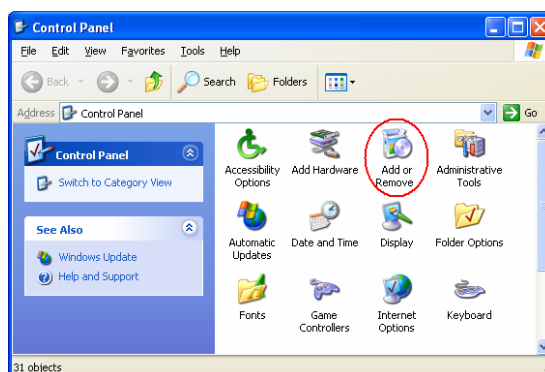 Control Panel
File Edit View Favorites Tools Help
Back Search Folders
Address Control Panel Go
Control Panel
Switch to Category View
See Also
Windows Update
Help and Support
Accessibility Options
Add Hardware
Add or Remove
Administrative Tools
Automatic Updates
Date and Time
Display
Folder Options
Fonts
Game Controllers
Internet Options
Keyboard
31 objects